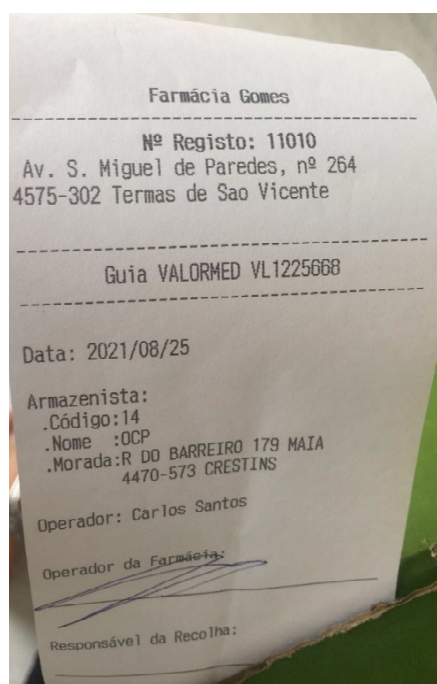 Farmácia Gomes
Nº Registo: 11010
Av. S. Miguel de Paredes, nº 264
4575-302 Termas de Sao Vicente
Guia VALORMED VL1225668
Data: 2021/08/25
Armazenista:
.Código:14
.Nome :OCP
.Morada:R DO BARREIRO 179 MAIA
4470-573 CRESTINS
Operador: Carlos Santos
Operador da Farmácia:
Responsável da Recolha: